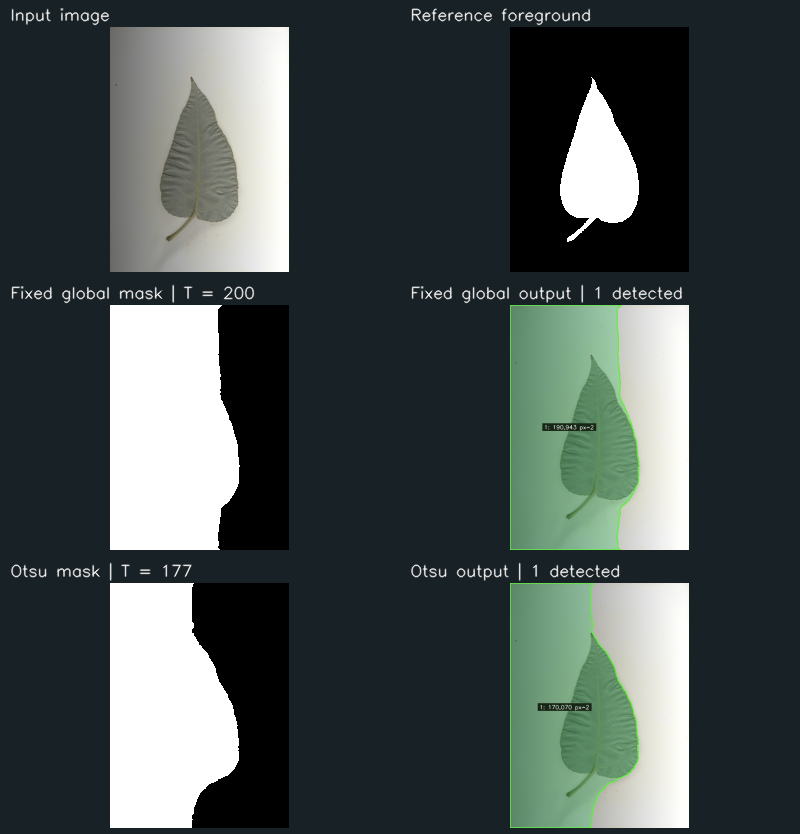 Input image
Reference foreground
Fixed global mask | T = 200
Fixed global output | 1 detected
1: 190,943 px^2
Otsu mask | T = 177
Otsu output | 1 detected
1: 170,070 px^2